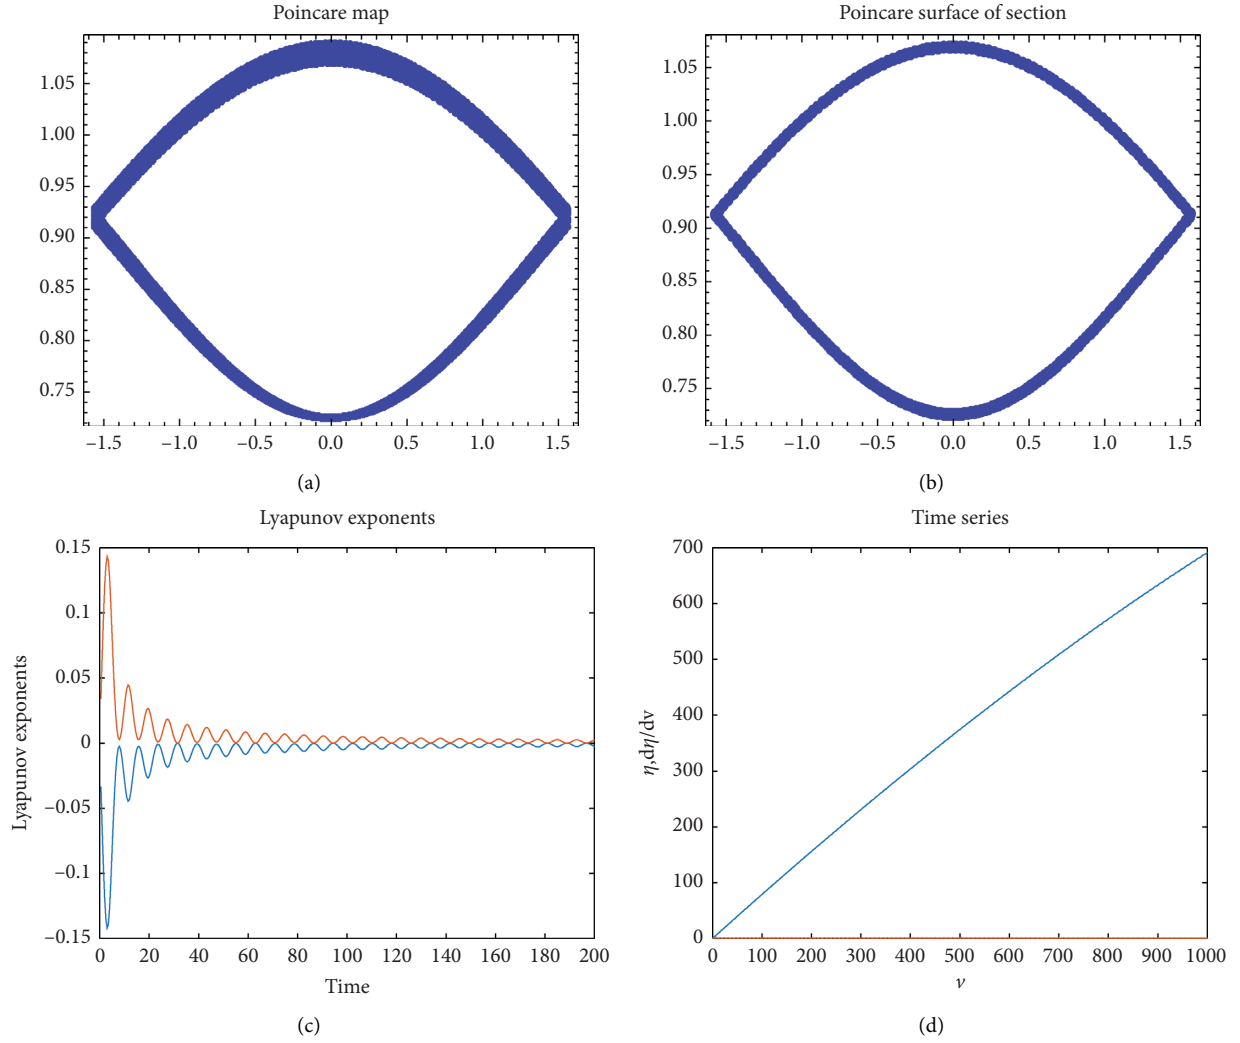 Poincare map
1.05
1.00
0.95
0.90
0.85
0.80
0.75
–1.5 –1.0 –0.5 0.0 0.5 1.0 1.5
(a)
Poincare surface of section
1.05
1.00
0.95
0.90
0.85
0.80
0.75
–1.5 –1.0 –0.5 0.0 0.5 1.0 1.5
(b)
Lyapunov exponents
Lyapunov exponents
0.15
0.1
0.05
0
–0.05
–0.1
–0.15
0 20 40 60 80 100 120 140 160 180 200
Time
(c)
Time series
η,dη/dv
700
600
500
400
300
200
100
0
0 100 200 300 400 500 600 700 800 900 1000
v
(d)